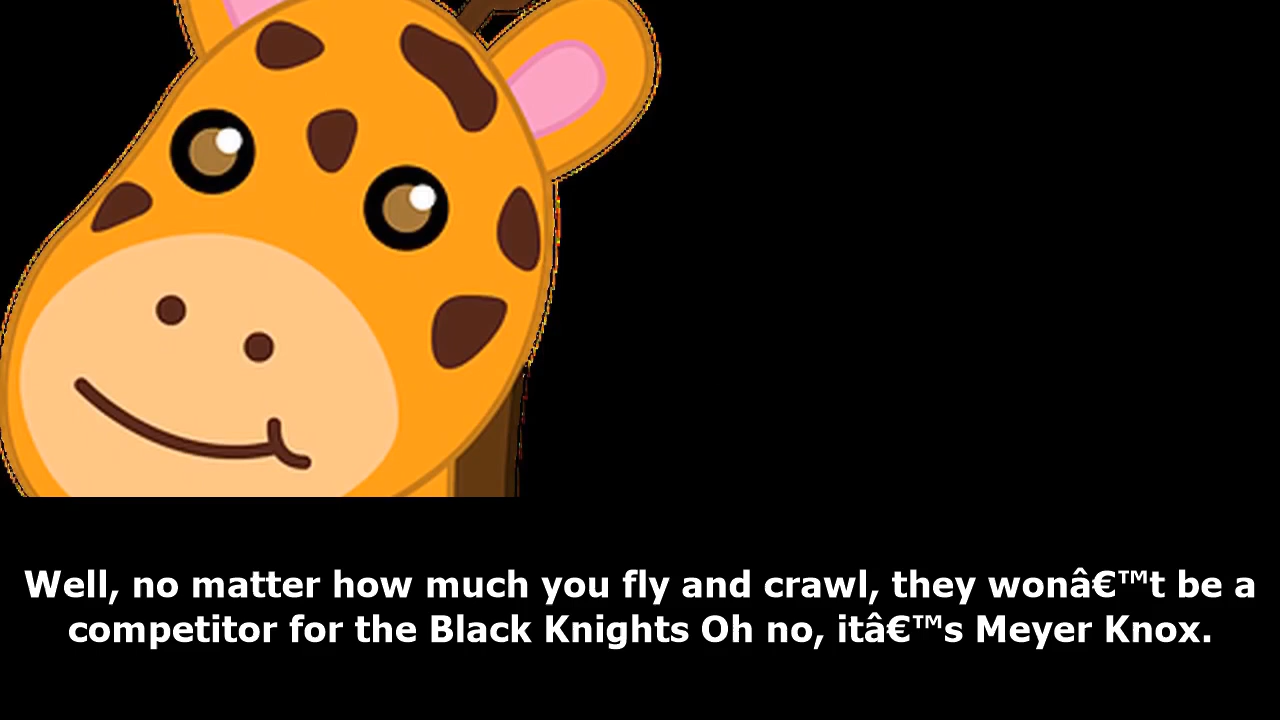 Well, no matter how much you fly and crawl, they wonâ€™t be a
competitor for the Black Knights Oh no, itâ€™s Meyer Knox.